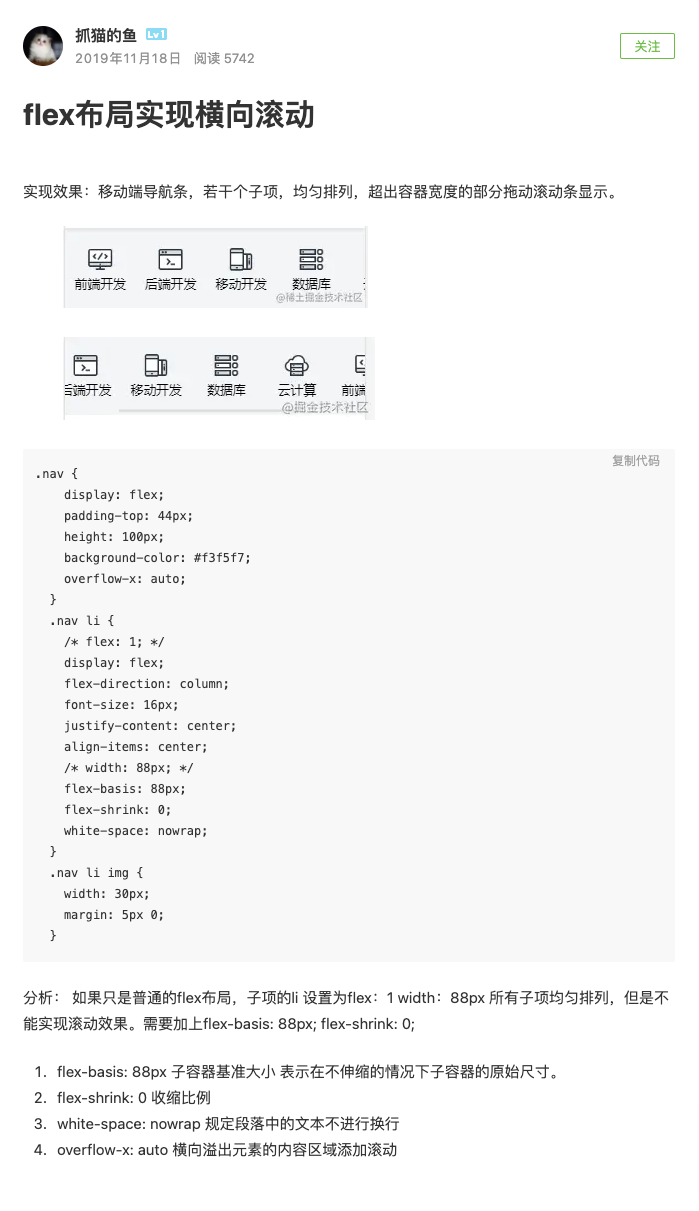 抓猫的鱼 Lv1
2019年11月18日 阅读 5742
关注
flex布局实现横向滚动
实现效果：移动端导航条，若干个子项，均匀排列，超出容器宽度的部分拖动滚动条显示。
前端开发 后端开发 移动开发 数据库
@稀土掘金技术社区
后端开发 移动开发 数据库 云计算 前端
@掘金技术社区
复制代码
.nav {
    display: flex;
    padding-top: 44px;
    height: 100px;
    background-color: #f3f5f7;
    overflow-x: auto;
  }
  .nav li {
    /* flex: 1; */
    display: flex;
    flex-direction: column;
    font-size: 16px;
    justify-content: center;
    align-items: center;
    /* width: 88px; */
    flex-basis: 88px;
    flex-shrink: 0;
    white-space: nowrap;
  }
  .nav li img {
    width: 30px;
    margin: 5px 0;
  }
分析： 如果只是普通的flex布局，子项的li 设置为flex：1 width：88px 所有子项均匀排列，但是不
能实现滚动效果。需要加上flex-basis: 88px; flex-shrink: 0;
1. flex-basis: 88px 子容器基准大小 表示在不伸缩的情况下子容器的原始尺寸。
2. flex-shrink: 0 收缩比例
3. white-space: nowrap 规定段落中的文本不进行换行
4. overflow-x: auto 横向溢出元素的内容区域添加滚动